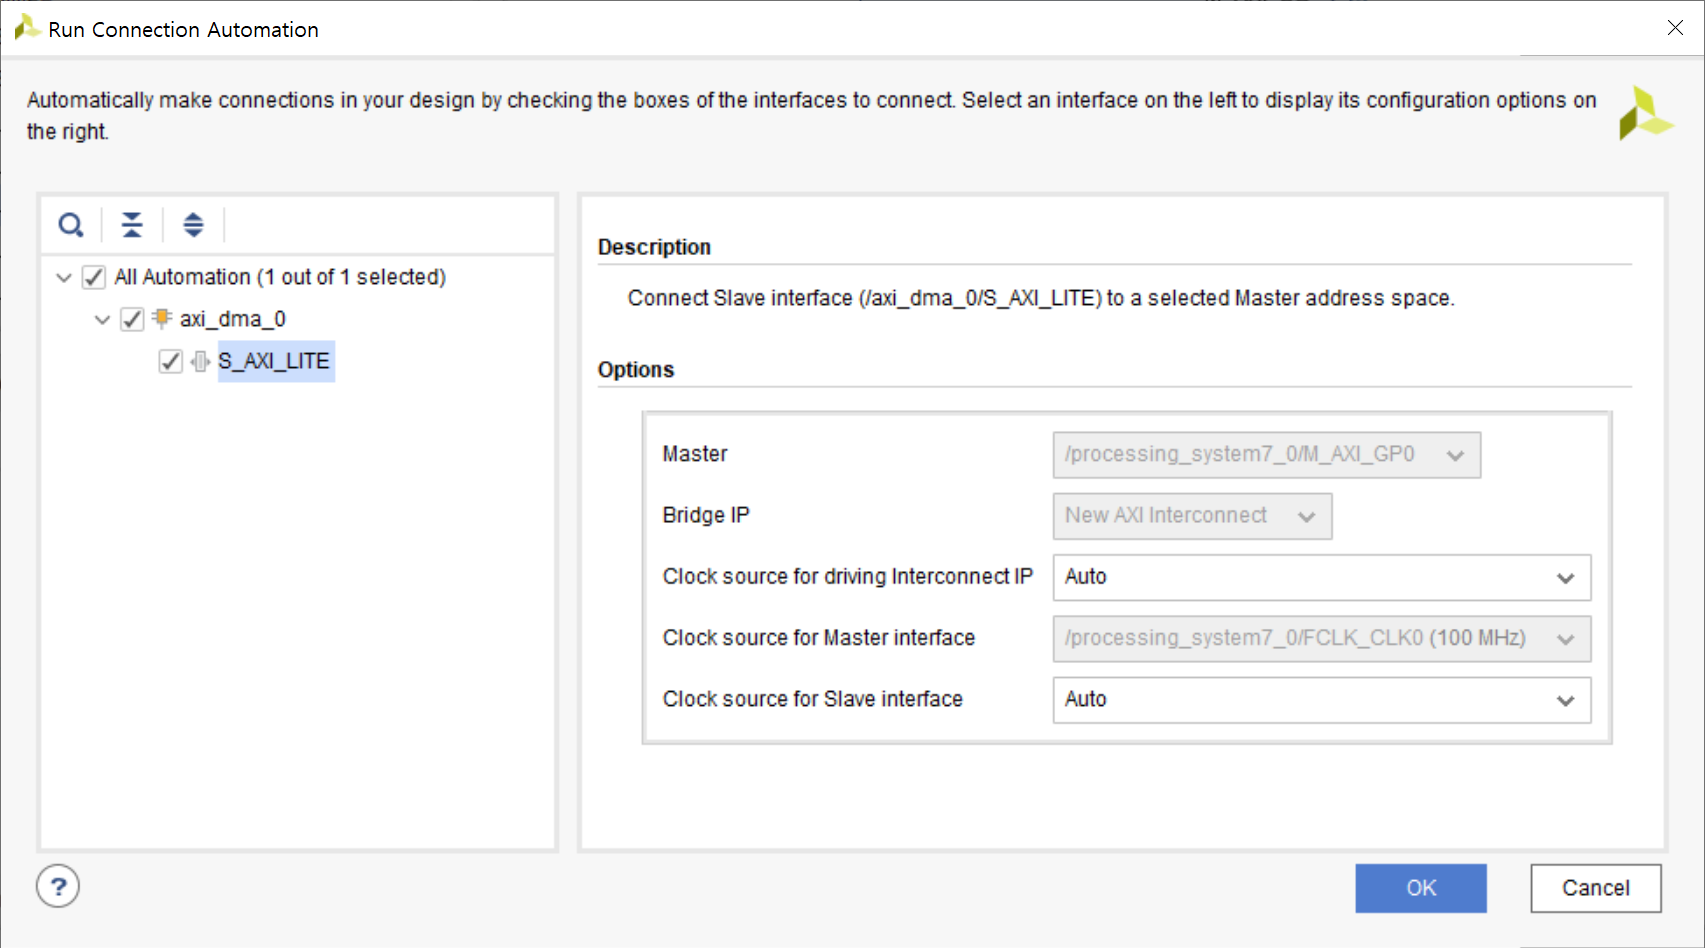 Run Connection Automation
Automatically make connections in your design by checking the boxes of the interfaces to connect. Select an interface on the left to display its configuration options on
the right.
All Automation (1 out of 1 selected)
axi_dma_0
S_AXI_LITE
Description
Connect Slave interface (/axi_dma_0/S_AXI_LITE) to a selected Master address space.
Options
Master /processing_system7_0/M_AXI_GP0
Bridge IP New AXI Interconnect
Clock source for driving Interconnect IP Auto
Clock source for Master interface /processing_system7_0/FCLK_CLK0 (100 MHz)
Clock source for Slave interface Auto
?
OK Cancel